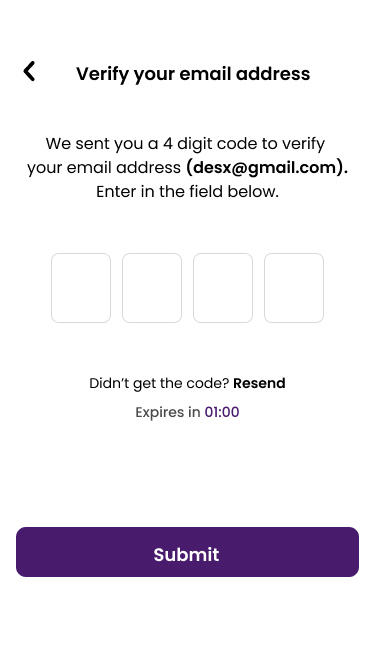 Verify your email address
We sent you a 4 digit code to verify
your email address (desx@gmail.com).
Enter in the field below.
Didn’t get the code? Resend
Expires in 01:00
Submit